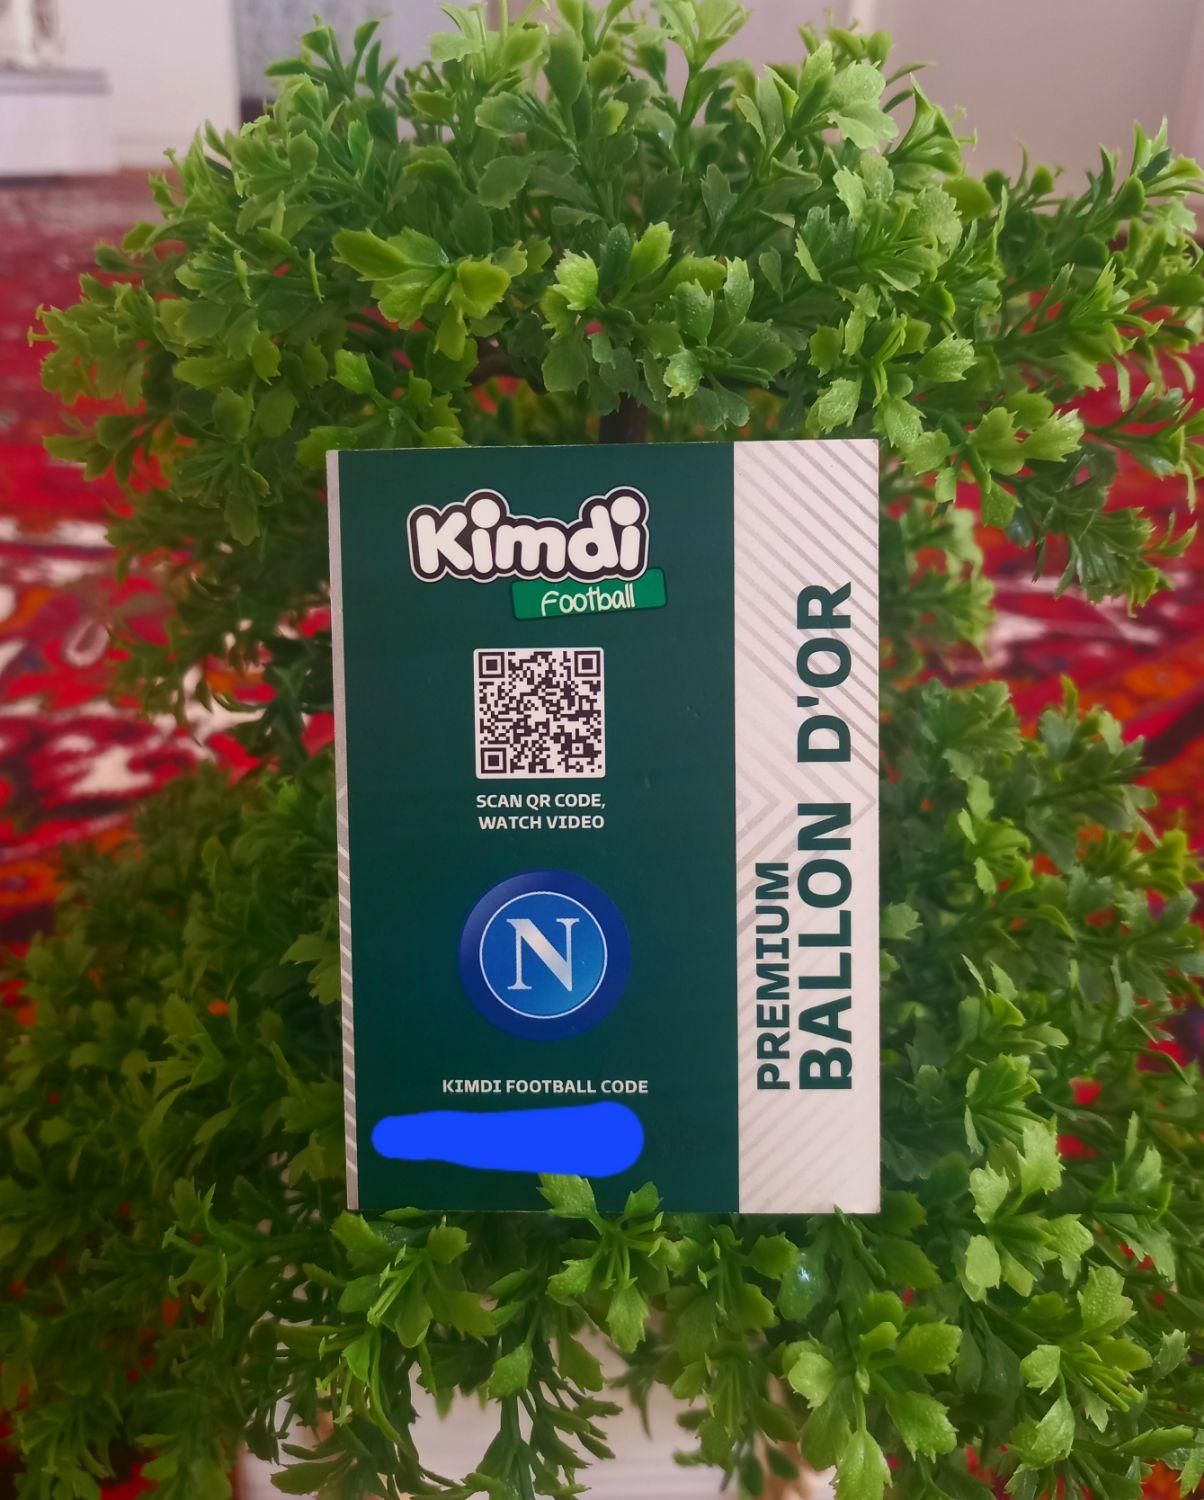 Kimdi
Football
SCAN QR CODE,
WATCH VIDEO
N
KIMDI FOOTBALL CODE
PREMIUM
BALLON D'OR